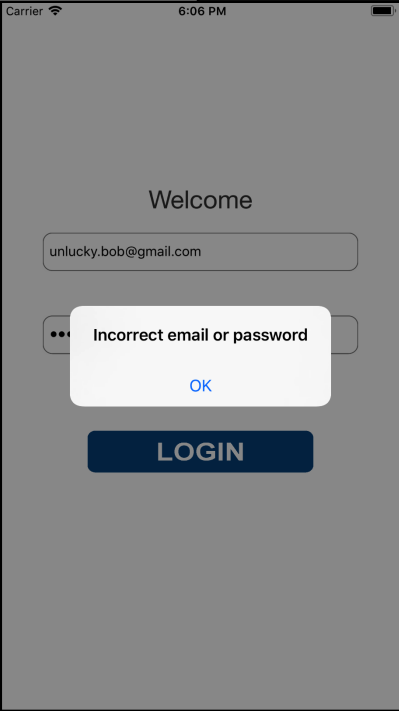 Carrier 6:06 PM
Welcome
unlucky.bob@gmail.com
•••
Incorrect email or password
OK
LOGIN